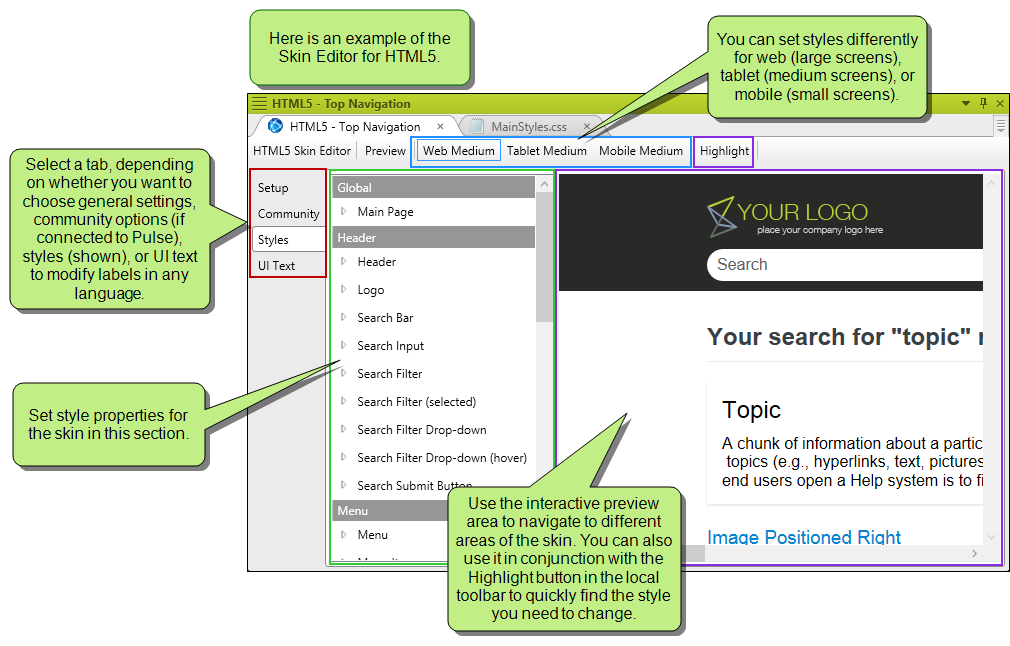 Here is an example of the
Skin Editor for HTML5.
You can set styles differently
for web (large screens),
tablet (medium screens), or
mobile (small screens).
HTML5 - Top Navigation
HTML5 - Top Navigation
MainStyles.css
HTML5 Skin Editor
Preview
Web Medium
Tablet Medium
Mobile Medium
Highlight
Select a tab, depending
on whether you want to
choose general settings,
community options (if
connected to Pulse),
styles (shown), or UI text
to modify labels in any
language.
Setup
Community
Styles
UI Text
Global
Main Page
Header
Header
Logo
Search Bar
Search Input
Search Filter
Search Filter (selected)
Search Filter Drop-down
Search Filter Drop-down (hover)
Search Submit Button
Menu
Menu
Set style properties for
the skin in this section.
YOUR LOGO
place your company logo here
Search
Your search for "topic"
Topic
A chunk of information about a partic
topics (e.g., hyperlinks, text, pictures
end users open a Help system is to fi
Image Positioned Right
Use the interactive preview
area to navigate to different
areas of the skin. You can also
use it in conjunction with the
Highlight button in the local
toolbar to quickly find the style
you need to change.